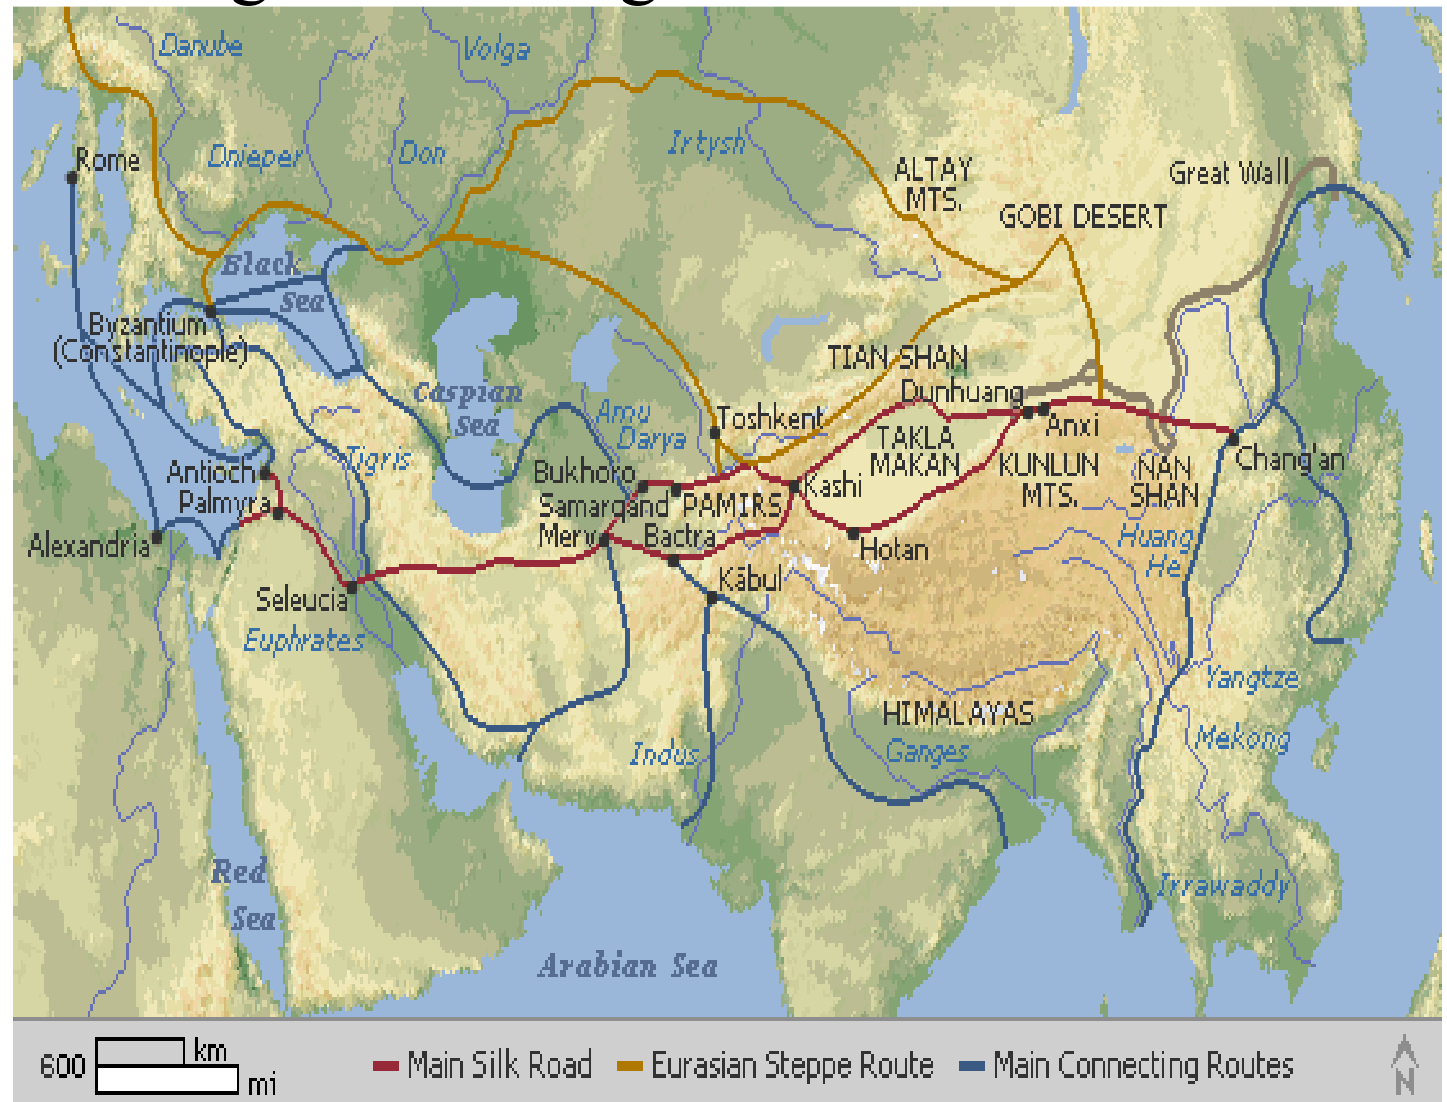 Danube
Volga
Rome
Dnieper
Don
Irtysh
ALTAY
MTS.
Great Wall
GOBI DESERT
Black
Sea
Byzantium
(Constantinople)
TIAN SHAN
Caspian
Sea
Dunhuang
Amu
Darya
Toshkent
Anxi
TAKLA
MAKAN
KUNLUN
MTS.
NAN
SHAN
Chang'an
Tigris
Antioch
Palmyra
Bukhoro
Samarqand
PAMIRS
Kashi
Alexandria
Merv
Bactra
Hotan
Huang
He
Kābul
Seleucia
Euphrates
Yangtze
HIMALAYAS
Indus
Ganges
Mekong
Red
Sea
Irrawaddy
Arabian Sea
600 km
mi
Main Silk Road
Eurasian Steppe Route
Main Connecting Routes
N